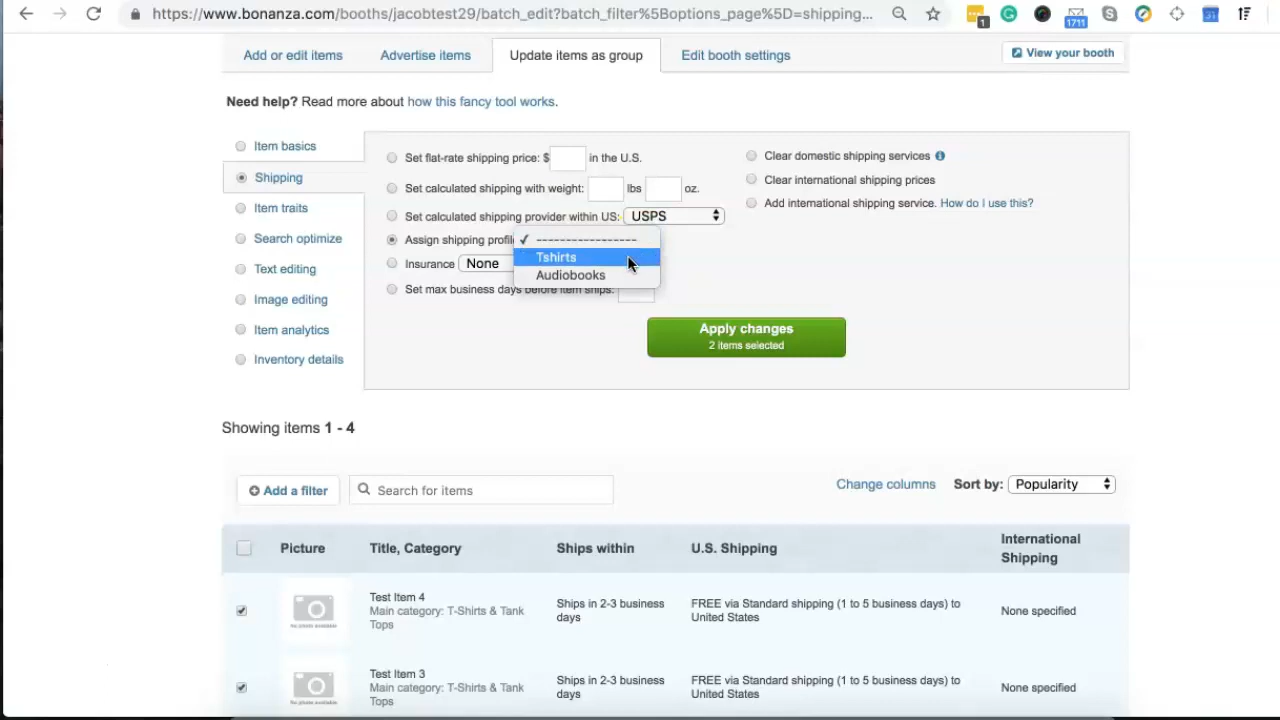 https://www.bonanza.com/booths/jacobtest29/batch_edit?batch_filter%5Boptions_page%5D=shipping...
1
1711
31
Add or edit items
Advertise items
Update items as group
Edit booth settings
View your booth
Need help? Read more about how this fancy tool works.
Item basics
Shipping
Item traits
Search optimize
Text editing
Image editing
Item analytics
Inventory details
Set flat-rate shipping price: $ in the U.S.
Set calculated shipping with weight: lbs oz.
Set calculated shipping provider within US: USPS
Assign shipping profil
✓ -----------------
Tshirts
Audiobooks
Insurance None
Set max business days before item ships:
Clear domestic shipping services
Clear international shipping prices
Add international shipping service. How do I use this?
Apply changes
2 items selected
Showing items 1 - 4
Add a filter
Search for items
Change columns
Sort by: Popularity
Picture
Title, Category
Ships within
U.S. Shipping
International
Shipping
No photo available
Test Item 4
Main category: T-Shirts & Tank
Tops
Ships in 2-3 business
days
FREE via Standard shipping (1 to 5 business days) to
United States
None specified
No photo available
Test Item 3
Main category: T-Shirts & Tank
Tops
Ships in 2-3 business
days
FREE via Standard shipping (1 to 5 business days) to
United States
None specified